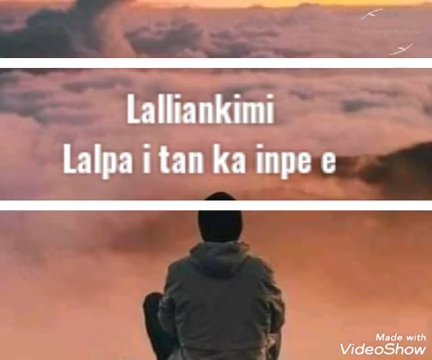 Lalliankimi
Lalpa i tan ka inpe e
Made with
VideoShow